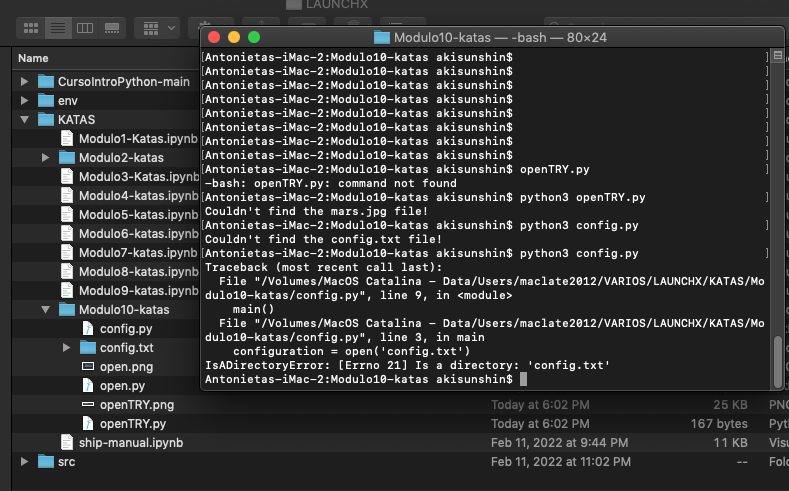 LAUNCHX
Modulo10-katas — -bash — 80×24
Name
CursoIntroPython-main
env
KATAS
Modulo1-Katas.ipynb
Modulo2-katas
Modulo3-Katas.ipynb
Modulo4-katas.ipynb
Modulo5-katas.ipynb
Modulo6-katas.ipynb
Modulo7-katas.ipynb
Modulo8-katas.ipynb
Modulo9-katas.ipynb
Modulo10-katas
config.py
config.txt
open.png
open.py
openTRY.png
openTRY.py
ship-manual.ipynb
src
[Antonietas-iMac-2:Modulo10-katas akisunshin$ ]
[Antonietas-iMac-2:Modulo10-katas akisunshin$ ]
[Antonietas-iMac-2:Modulo10-katas akisunshin$ ]
[Antonietas-iMac-2:Modulo10-katas akisunshin$ ]
[Antonietas-iMac-2:Modulo10-katas akisunshin$ ]
[Antonietas-iMac-2:Modulo10-katas akisunshin$ ]
[Antonietas-iMac-2:Modulo10-katas akisunshin$ ]
[Antonietas-iMac-2:Modulo10-katas akisunshin$ ]
[Antonietas-iMac-2:Modulo10-katas akisunshin$ openTRY.py ]
-bash: openTRY.py: command not found
[Antonietas-iMac-2:Modulo10-katas akisunshin$ python3 openTRY.py ]
Couldn't find the mars.jpg file!
[Antonietas-iMac-2:Modulo10-katas akisunshin$ python3 config.py ]
Couldn't find the config.txt file!
[Antonietas-iMac-2:Modulo10-katas akisunshin$ python3 config.py ]
Traceback (most recent call last):
File "/Volumes/MacOS Catalina - Data/Users/maclate2012/VARIOS/LAUNCHX/KATAS/Mo
dulo10-katas/config.py", line 9, in <module>
main()
File "/Volumes/MacOS Catalina - Data/Users/maclate2012/VARIOS/LAUNCHX/KATAS/Mo
dulo10-katas/config.py", line 3, in main
configuration = open('config.txt')
IsADirectoryError: [Errno 21] Is a directory: 'config.txt'
Antonietas-iMac-2:Modulo10-katas akisunshin$
Today at 6:02 PM 25 KB PNG
Today at 6:02 PM 167 bytes Pyt
Feb 11, 2022 at 9:44 PM 11 KB Visu
Feb 11, 2022 at 11:02 PM -- Fold